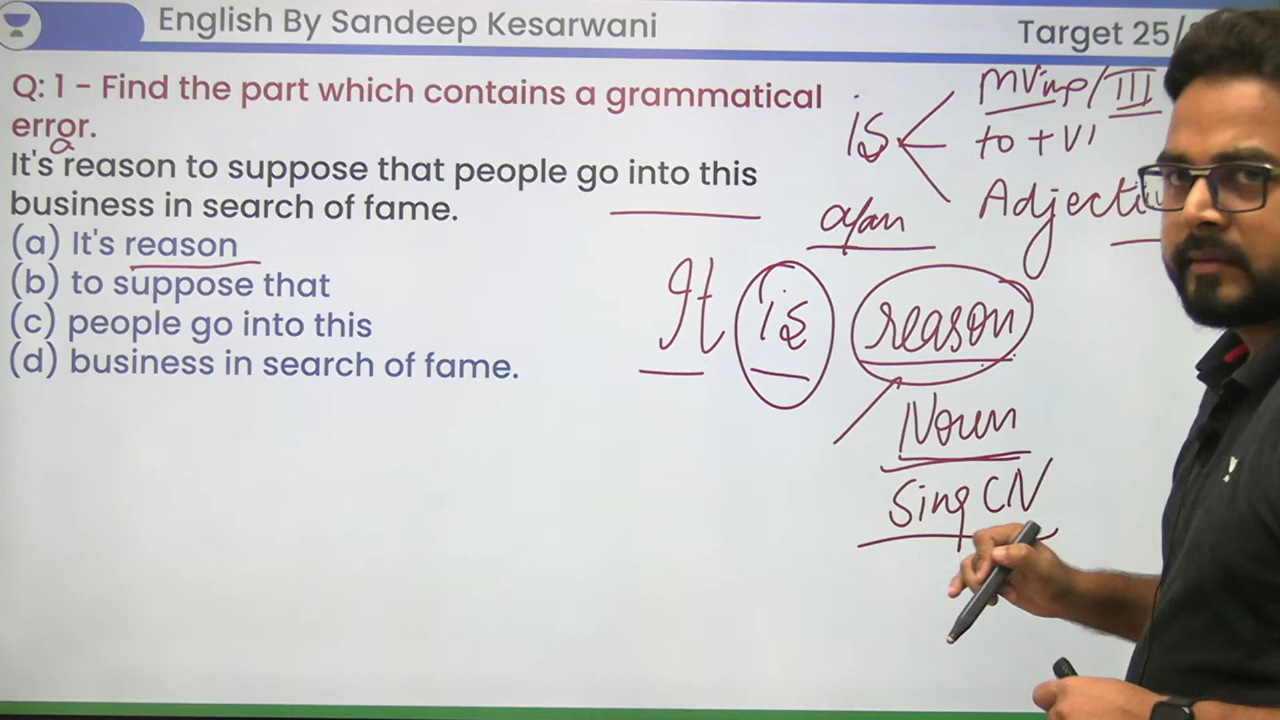 English By Sandeep Kesarwani
Target 25/
Q: 1 - Find the part which contains a grammatical
error.
a
It's reason to suppose that people go into this
business in search of fame.
(a) It's reason
(b) to suppose that
(c) people go into this
(d) business in search of fame.
is
MVing/III
to + V1
Adjecti
a/an
It is reason
Noun
Sing CN